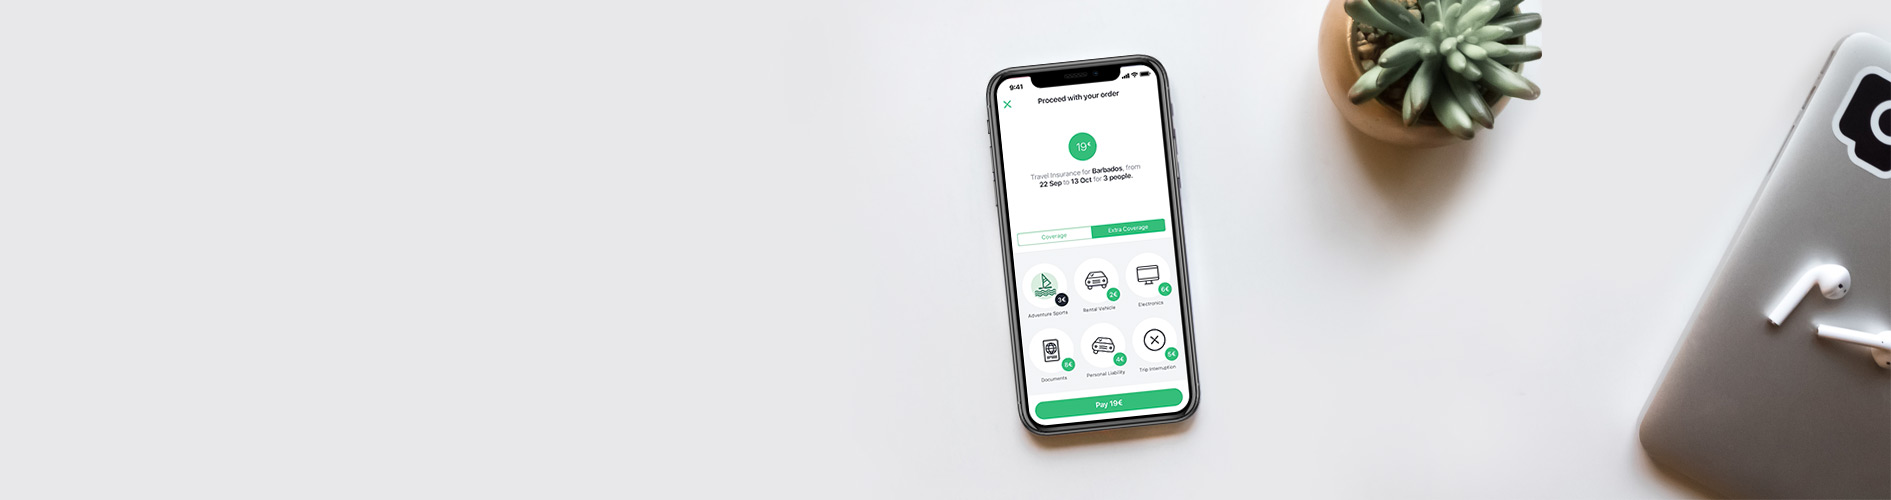 9:41
Proceed with your order
19€
Travel Insurance for Barbados, from
22 Sep to 13 Oct for 3 people.
Coverage
Extra Coverage
3€
2€
6€
Adventure Sports
Rental Vehicle
Electronics
6€
4€
5€
Documents
Personal Liability
Trip Interruption
Pay 19€